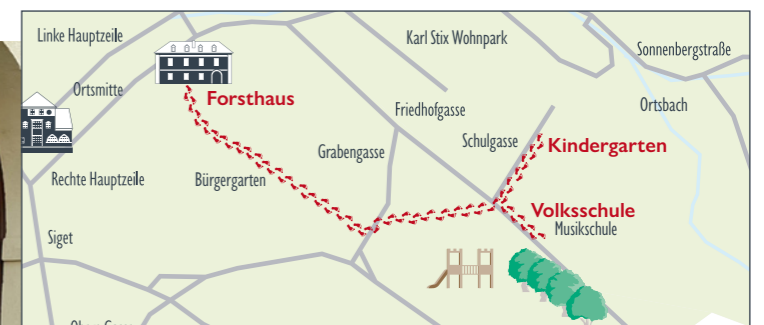 Linke Hauptzeile
Karl Stix Wohnpark
Sonnenbergstraße
Ortsmitte
Forsthaus
Friedhofgasse
Ortsbach
Schulgasse
Kindergarten
Grabengasse
Rechte Hauptzeile
Bürgergarten
Volksschule
Musikschule
Siget